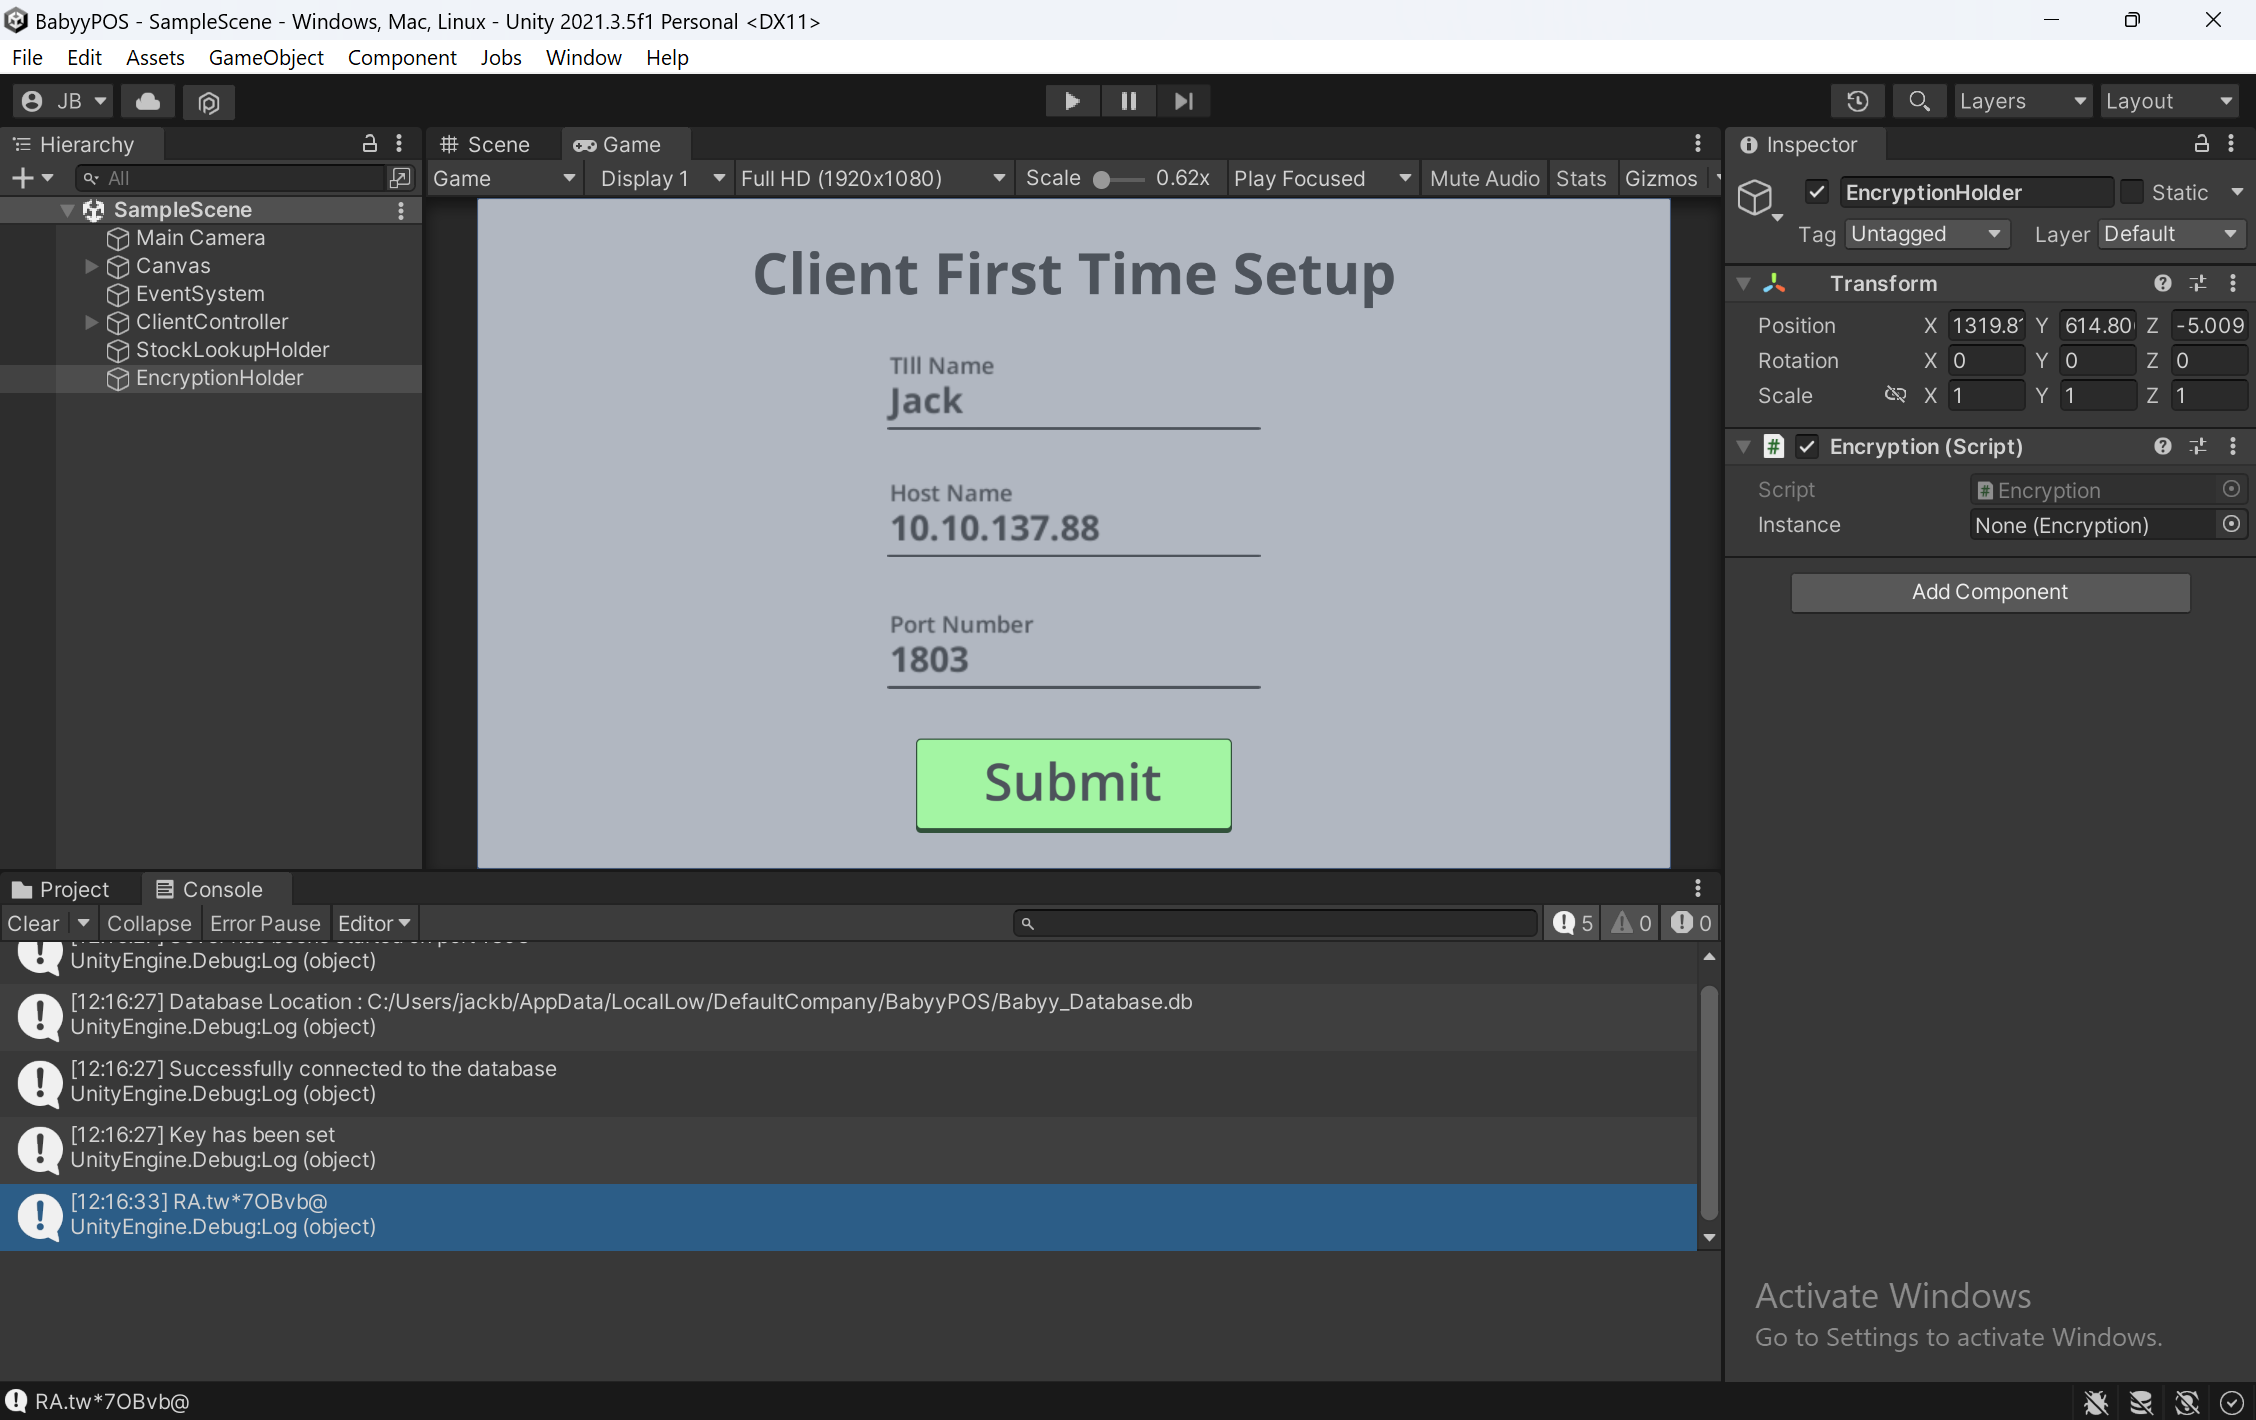 BabyyPOS - SampleScene - Windows, Mac, Linux - Unity 2021.3.5f1 Personal <DX11>
File Edit Assets GameObject Component Jobs Window Help
JB
Layers Layout
Hierarchy
All
SampleScene
Main Camera
Canvas
EventSystem
ClientController
StockLookupHolder
EncryptionHolder
Scene Game
Game Display 1 Full HD (1920x1080) Scale 0.62x Play Focused Mute Audio Stats Gizmos
Client First Time Setup
TIll Name
Jack
Host Name
10.10.137.88
Port Number
1803
Submit
Inspector
EncryptionHolder Static
Tag Untagged Layer Default
Transform
Position X 1319.8 Y 614.80 Z -5.009
Rotation X 0 Y 0 Z 0
Scale X 1 Y 1 Z 1
Encryption (Script)
Script Encryption
Instance None (Encryption)
Add Component
Project Console
Clear Collapse Error Pause Editor 5 0 0
UnityEngine.Debug:Log (object)
[12:16:27] Database Location : C:/Users/jackb/AppData/LocalLow/DefaultCompany/BabyyPOS/Babyy_Database.db
UnityEngine.Debug:Log (object)
[12:16:27] Successfully connected to the database
UnityEngine.Debug:Log (object)
[12:16:27] Key has been set
UnityEngine.Debug:Log (object)
[12:16:33] RA.tw*7OBvb@
UnityEngine.Debug:Log (object)
Activate Windows
Go to Settings to activate Windows.
RA.tw*7OBvb@